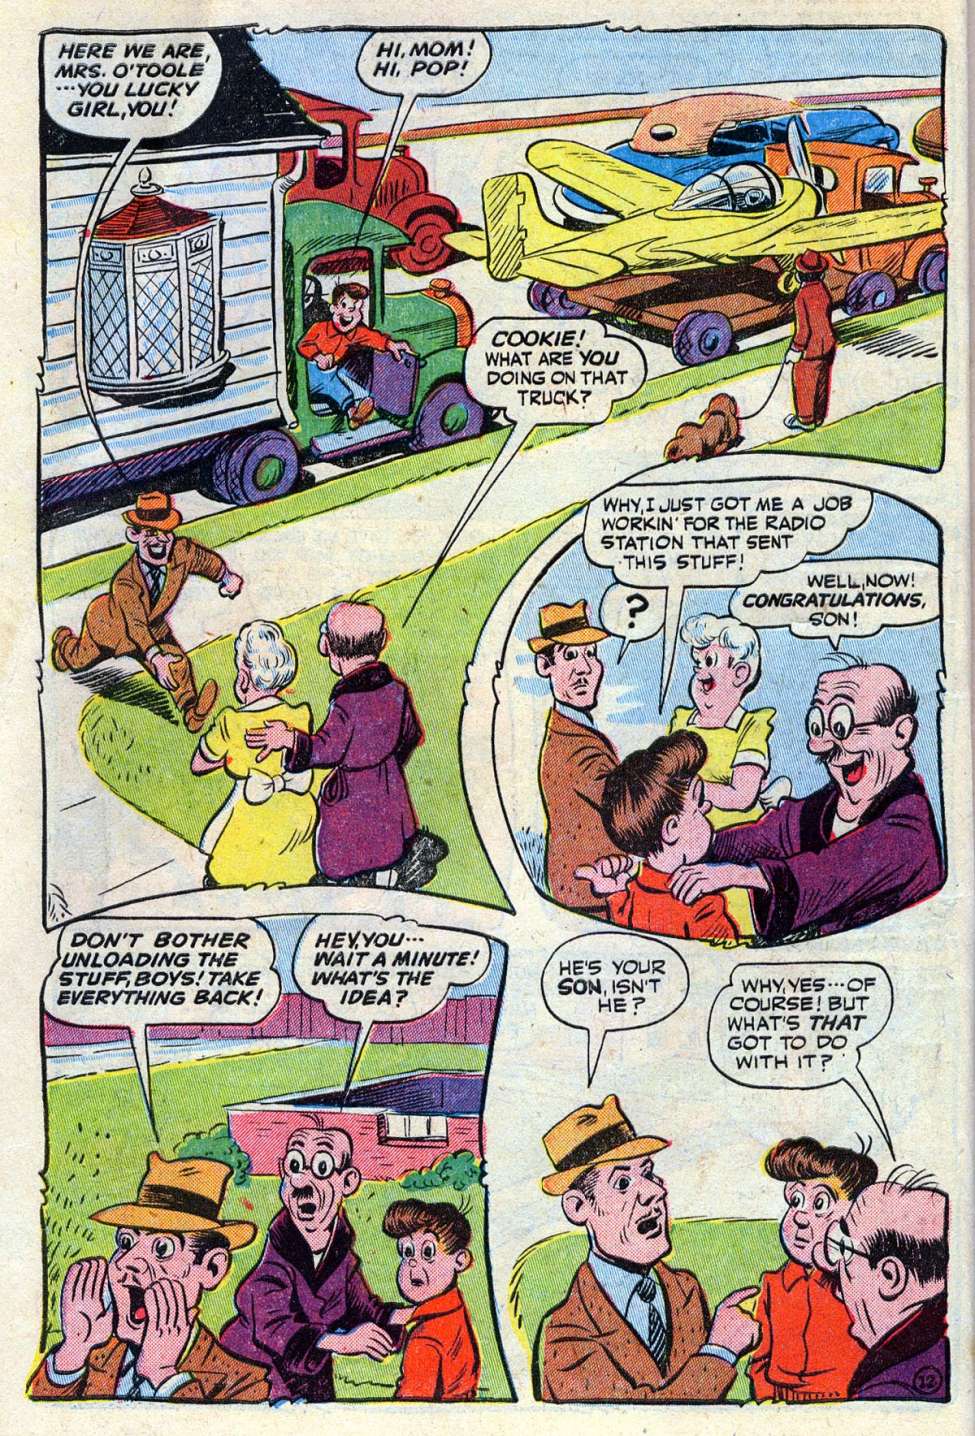 HERE WE ARE,
MRS. O'TOOLE
...YOU LUCKY
GIRL, YOU!
HI, MOM!
HI, POP!
COOKIE!
WHAT ARE YOU
DOING ON THAT
TRUCK?
WHY, I JUST GOT ME A JOB
WORKIN' FOR THE RADIO
STATION THAT SENT
THIS STUFF!
?
WELL, NOW!
CONGRATULATIONS,
SON!
DON'T BOTHER
UNLOADING THE
STUFF, BOYS! TAKE
EVERYTHING BACK!
HEY, YOU...
WAIT A MINUTE!
WHAT'S THE
IDEA?
HE'S YOUR
SON, ISN'T
HE?
WHY, YES...OF
COURSE! BUT
WHAT'S THAT
GOT TO DO
WITH IT?
12